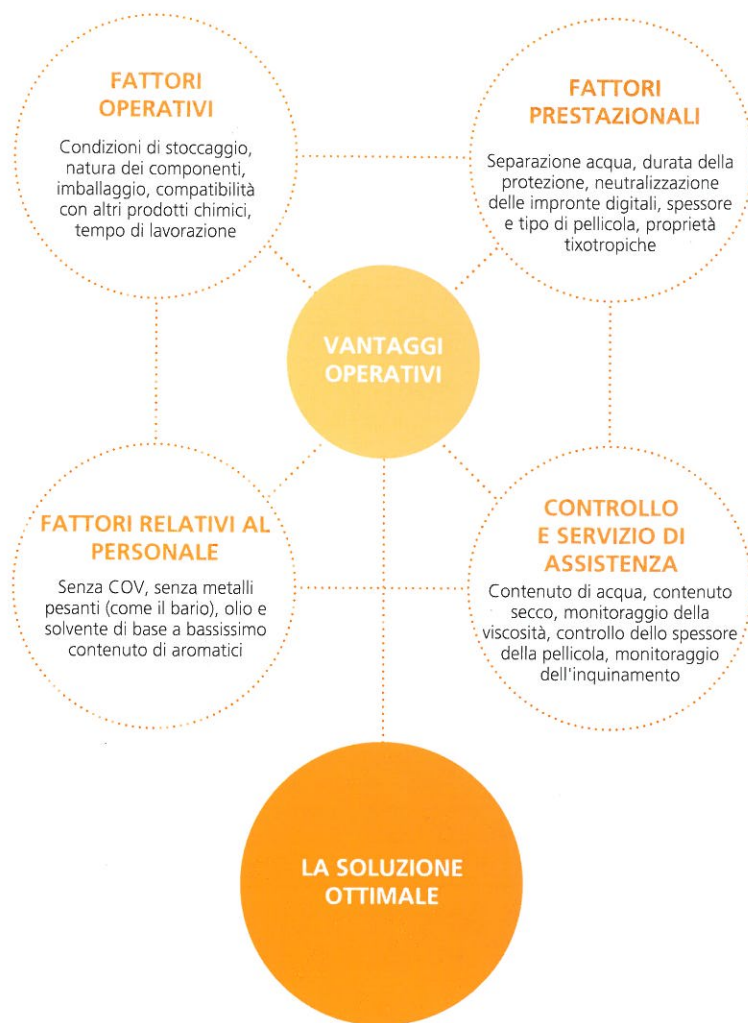 FATTORI
OPERATIVI
Condizioni di stoccaggio,
natura dei componenti,
imballaggio, compatibilità
con altri prodotti chimici,
tempo di lavorazione
FATTORI
PRESTAZIONALI
Separazione acqua, durata della
protezione, neutralizzazione
delle impronte digitali, spessore
e tipo di pellicola, proprietà
tixotropiche
VANTAGGI
OPERATIVI
FATTORI RELATIVI AL
PERSONALE
Senza COV, senza metalli
pesanti (come il bario), olio e
solvente di base a bassissimo
contenuto di aromatici
CONTROLLO
E SERVIZIO DI
ASSISTENZA
Contenuto di acqua, contenuto
secco, monitoraggio della
viscosità, controllo dello spessore
della pellicola, monitoraggio
dell'inquinamento
LA SOLUZIONE
OTTIMALE